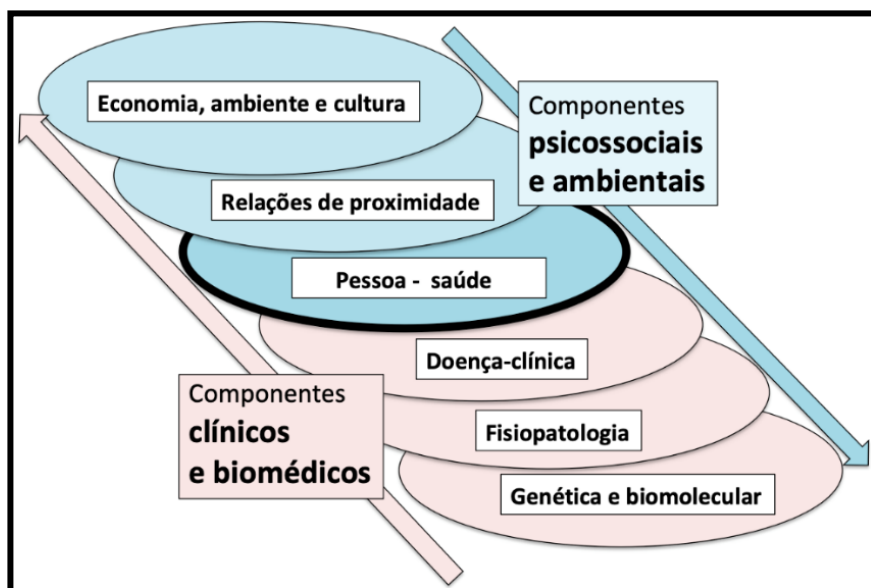 Economia, ambiente e cultura
Componentes
psicossociais
e ambientais
Relações de proximidade
Pessoa - saúde
Doença-clínica
Componentes
clínicos
e biomédicos
Fisiopatologia
Genética e biomolecular